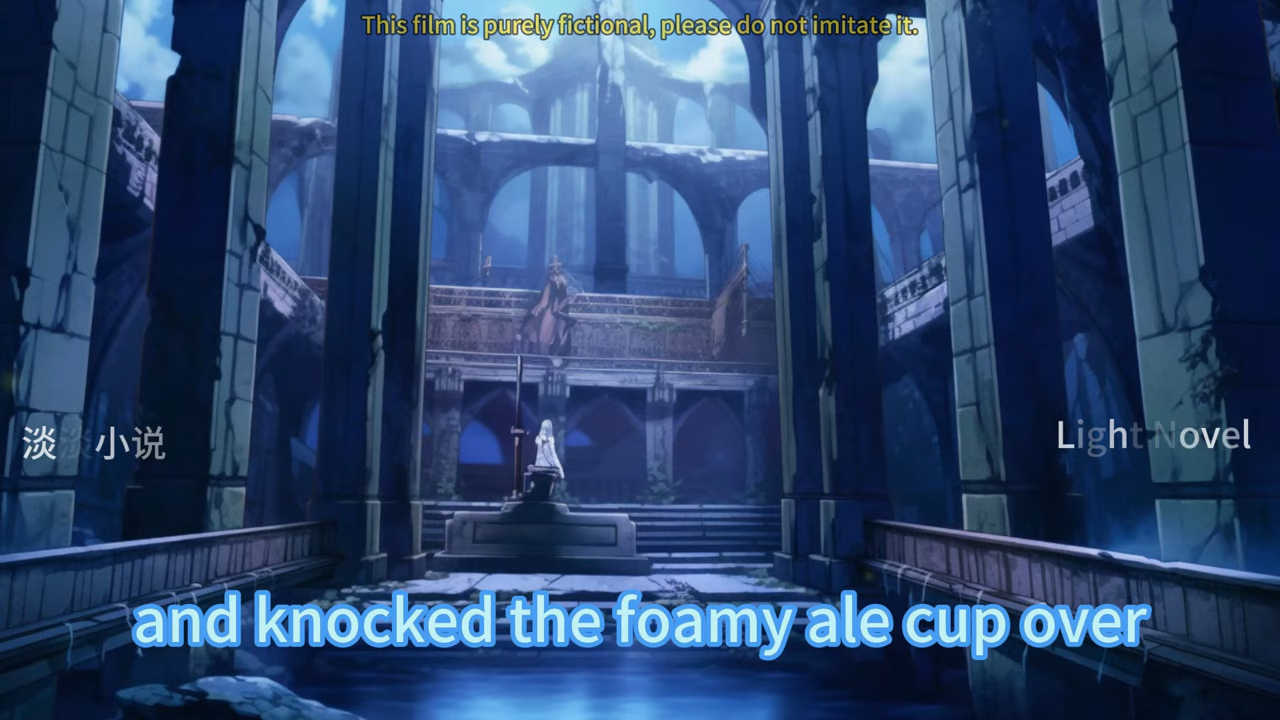 This film is purely fictional, please do not imitate it.
淡淡小说
Light Novel
and knocked the foamy ale cup over